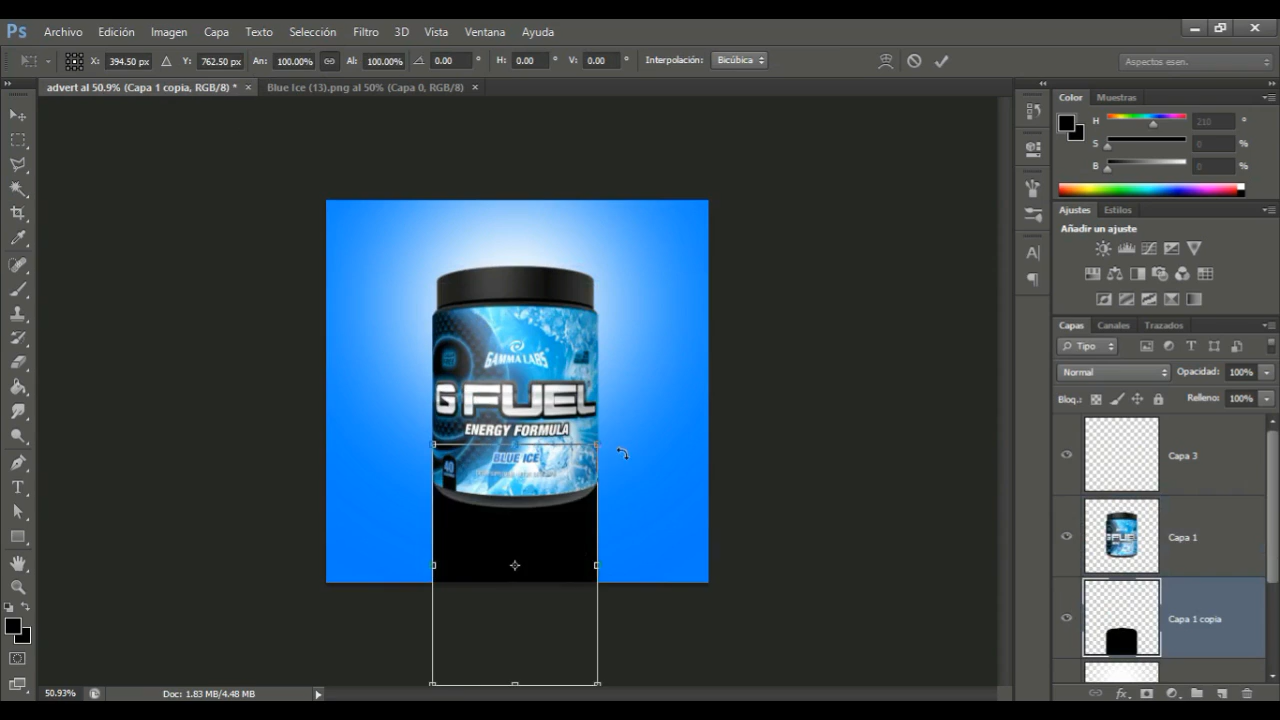 Ps Archivo Edición Imagen Capa Texto Selección Filtro 3D Vista Ventana Ayuda
X: 394.50 px Y: 762.50 px An: 100.00% Al: 100.00% 0.00 ° H: 0.00 ° V: 0.00 ° Interpolación: Bicúbica Aspectos esen.
advert al 50.9% (Capa 1 copia, RGB/8) * × Blue Ice (13).png al 50% (Capa 0, RGB/8) ×
Color Muestras
H 210 °
S 0 %
B 0 %
Ajustes Estilos
Añadir un ajuste
Capas Canales Trazados
Tipo
Normal Opacidad: 100%
Bloq.: Relleno: 100%
Capa 3
Capa 1
Capa 1 copia
GAMMA LABS
G FUEL
ENERGY FORMULA
BLUE ICE
40
50.93% Doc: 1.83 MB/4.48 MB